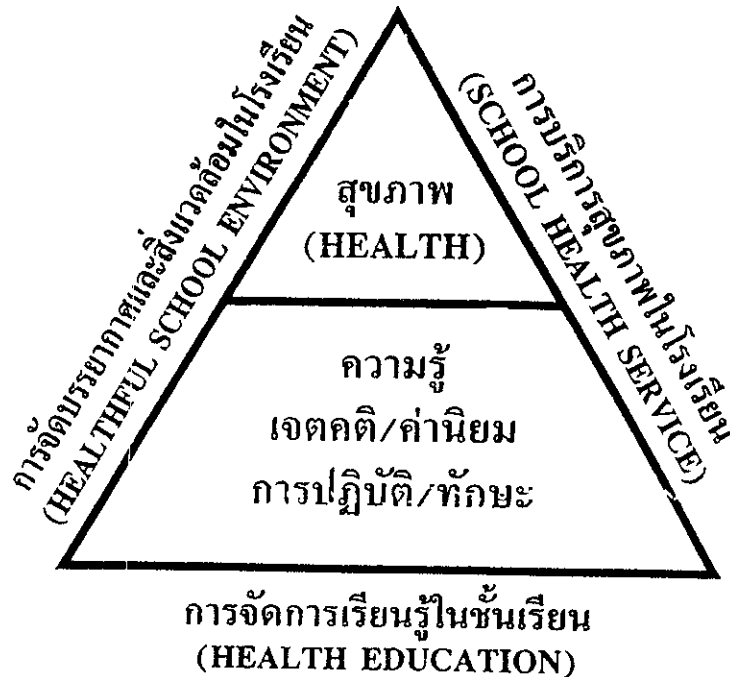 การจัดบรรยากาศและสิ่งแวดล้อมในโรงเรียน
(HEALTHFUL SCHOOL ENVIRONMENT)
การบริการสุขภาพในโรงเรียน
(SCHOOL HEALTH SERVICE)
สุขภาพ
(HEALTH)
ความรู้
เจตคติ/ค่านิยม
การปฏิบัติ/ทักษะ
การจัดการเรียนรู้ในชั้นเรียน
(HEALTH EDUCATION)